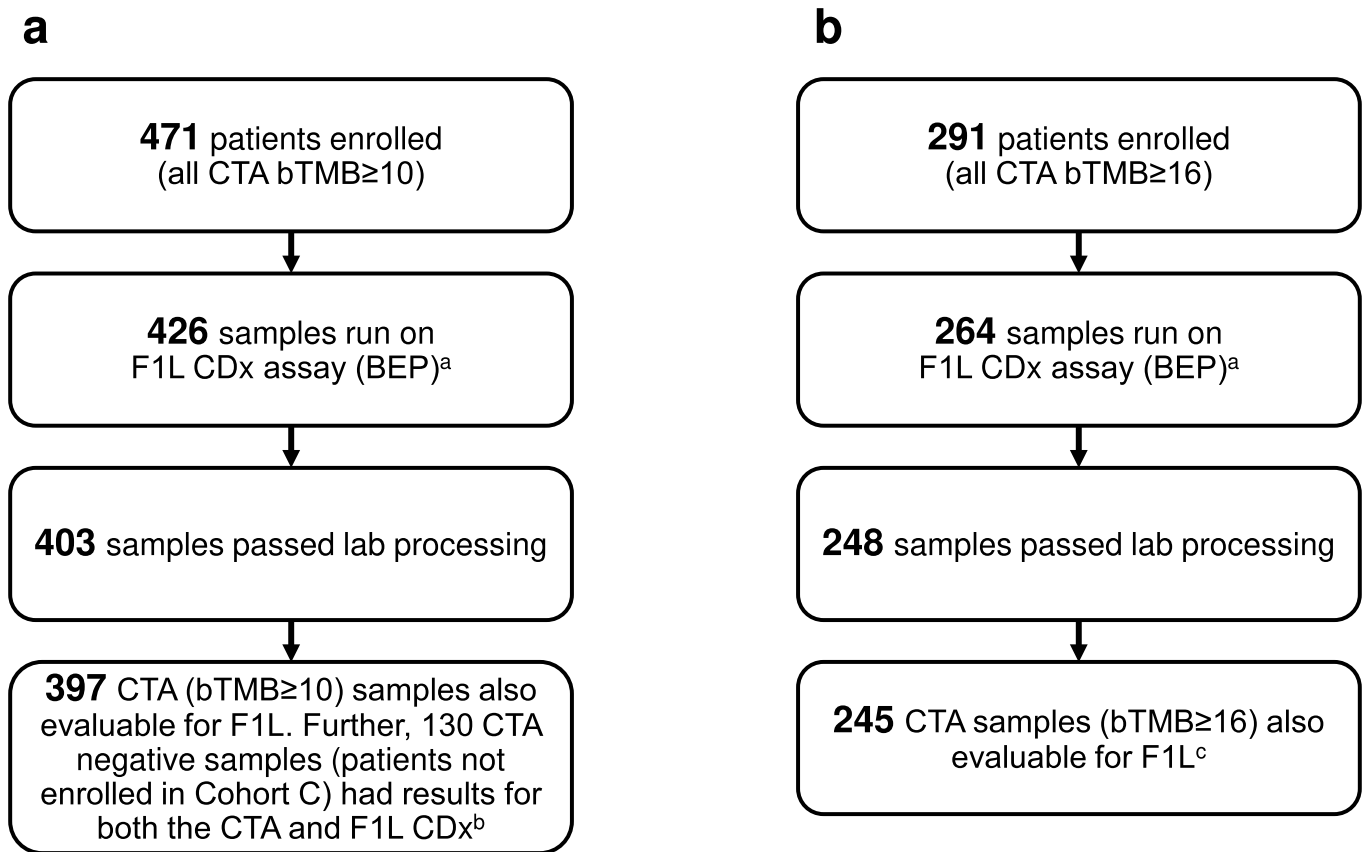 a
471 patients enrolled
(all CTA bTMB≥10)
426 samples run on
F1L CDx assay (BEP)ᵃ
403 samples passed lab processing
397 CTA (bTMB≥10) samples also
evaluable for F1L. Further, 130 CTA
negative samples (patients not
enrolled in Cohort C) had results for
both the CTA and F1L CDxᵇ
b
291 patients enrolled
(all CTA bTMB≥16)
264 samples run on
F1L CDx assay (BEP)ᵃ
248 samples passed lab processing
245 CTA samples (bTMB≥16) also
evaluable for F1Lᶜ